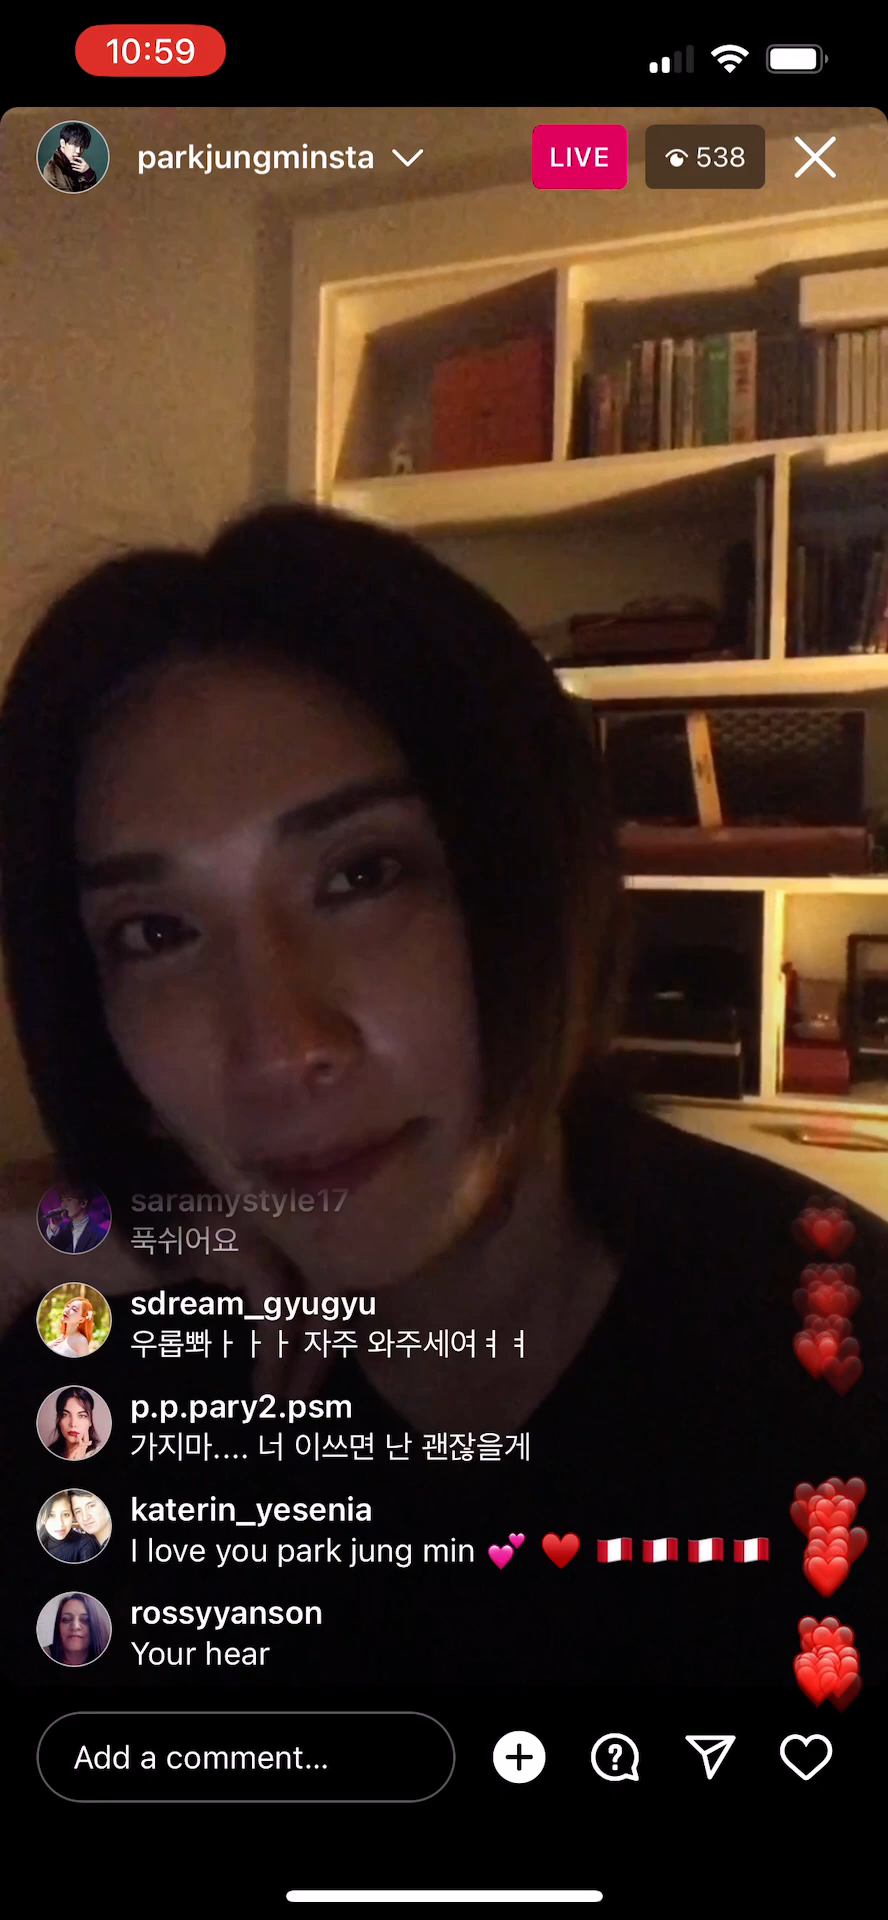 10:59
parkjungminsta
LIVE
538
saramystyle17
푹쉬어요
sdream_gyugyu
우롭빠ㅏㅏㅏ 자주 와주세여ㅕㅕ
p.p.pary2.psm
가지마.... 너 이쓰면 난 괜잖을게
katerin_yesenia
I love you park jung min 💕 ♥️ 🇵🇪 🇵🇪 🇵🇪 🇵🇪
rossyyanson
Your hear
Add a comment...